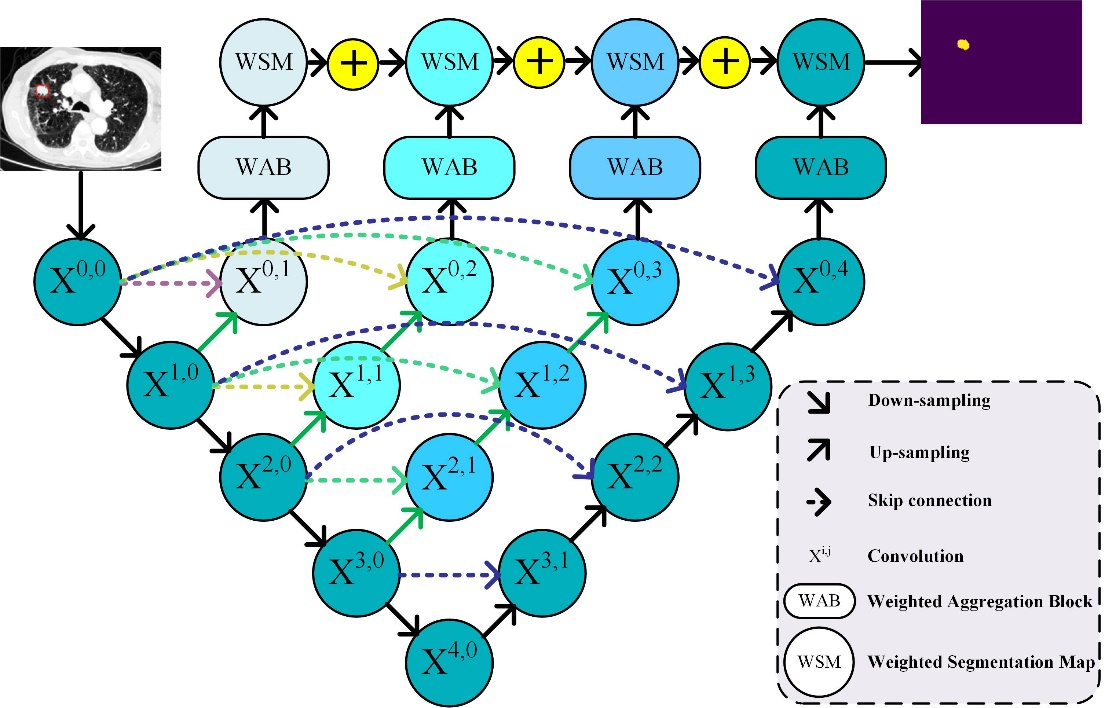 WSM + WSM + WSM + WSM
WAB WAB WAB WAB
X0,0 X0,1 X0,2 X0,3 X0,4
X1,0 X1,1 X1,2 X1,3
X2,0 X2,1 X2,2
X3,0 X3,1
X4,0
Down-sampling
Up-sampling
Skip connection
Xi,j Convolution
WAB Weighted Aggregation Block
WSM Weighted Segmentation Map